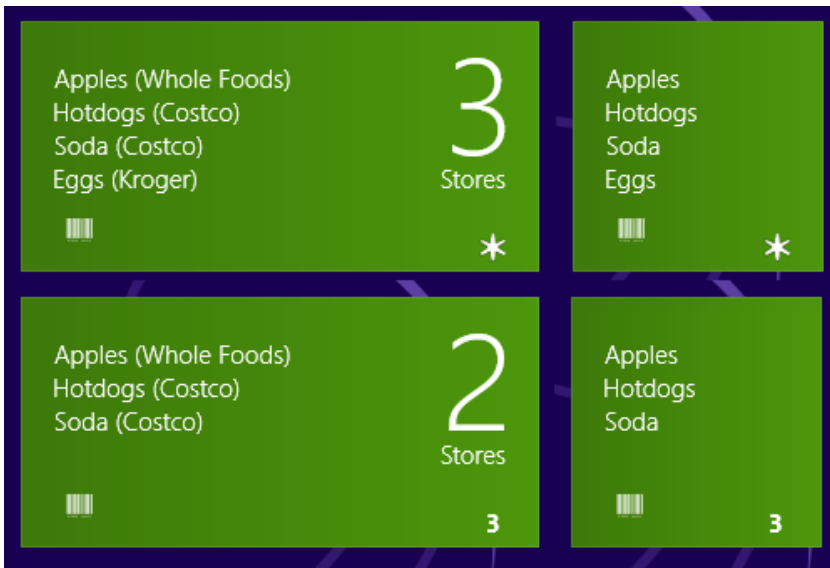 Apples (Whole Foods)
Hotdogs (Costco)
Soda (Costco)
Eggs (Kroger)
3
Stores
*
Apples
Hotdogs
Soda
Eggs
*
Apples (Whole Foods)
Hotdogs (Costco)
Soda (Costco)
2
Stores
3
Apples
Hotdogs
Soda
3